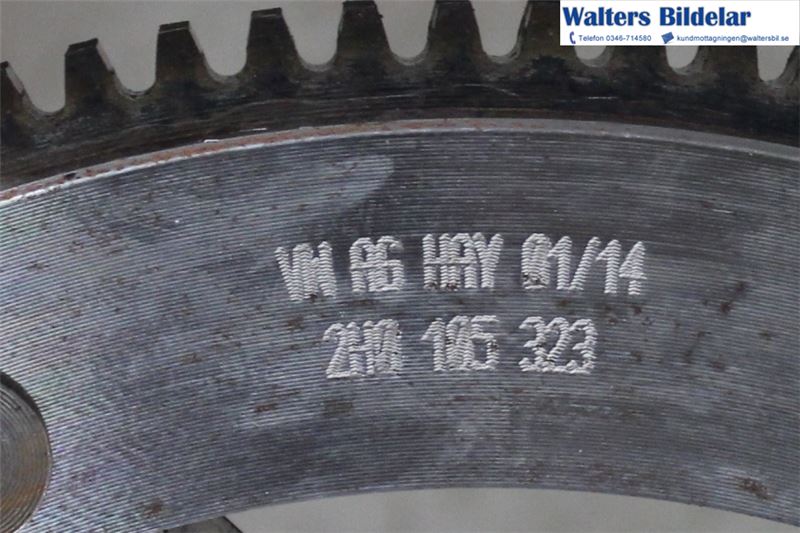 Walters Bildelar
Telefon 0346-714580 kundmottagningen@waltersbil.se
VW AG HAY 01/14
2H0 105 323